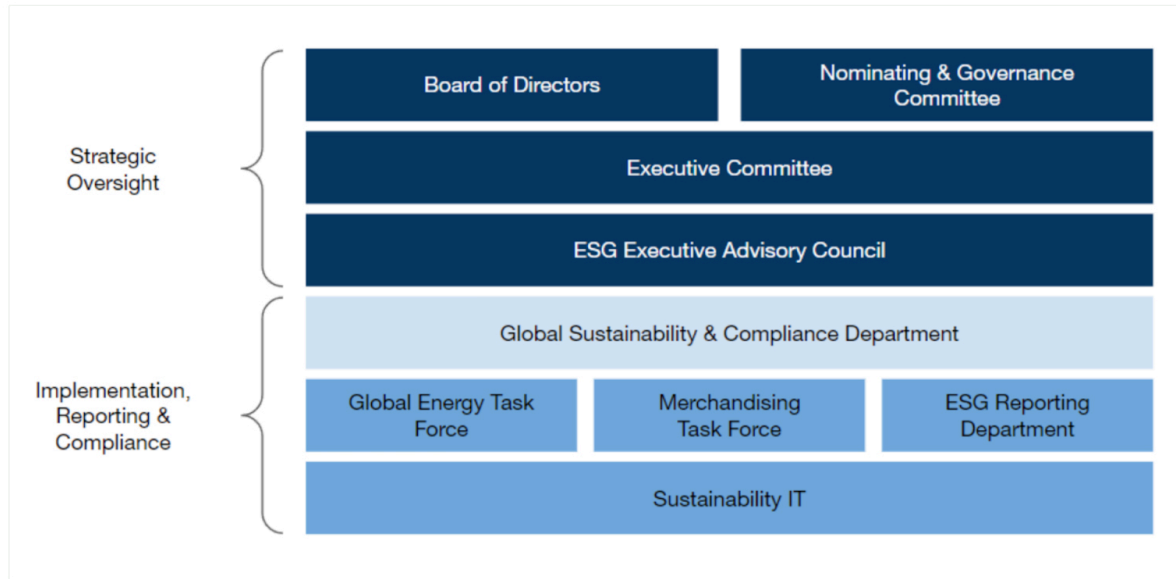 Strategic
Oversight
Board of Directors
Nominating & Governance
Committee
Executive Committee
ESG Executive Advisory Council
Implementation,
Reporting &
Compliance
Global Sustainability & Compliance Department
Global Energy Task
Force
Merchandising
Task Force
ESG Reporting
Department
Sustainability IT